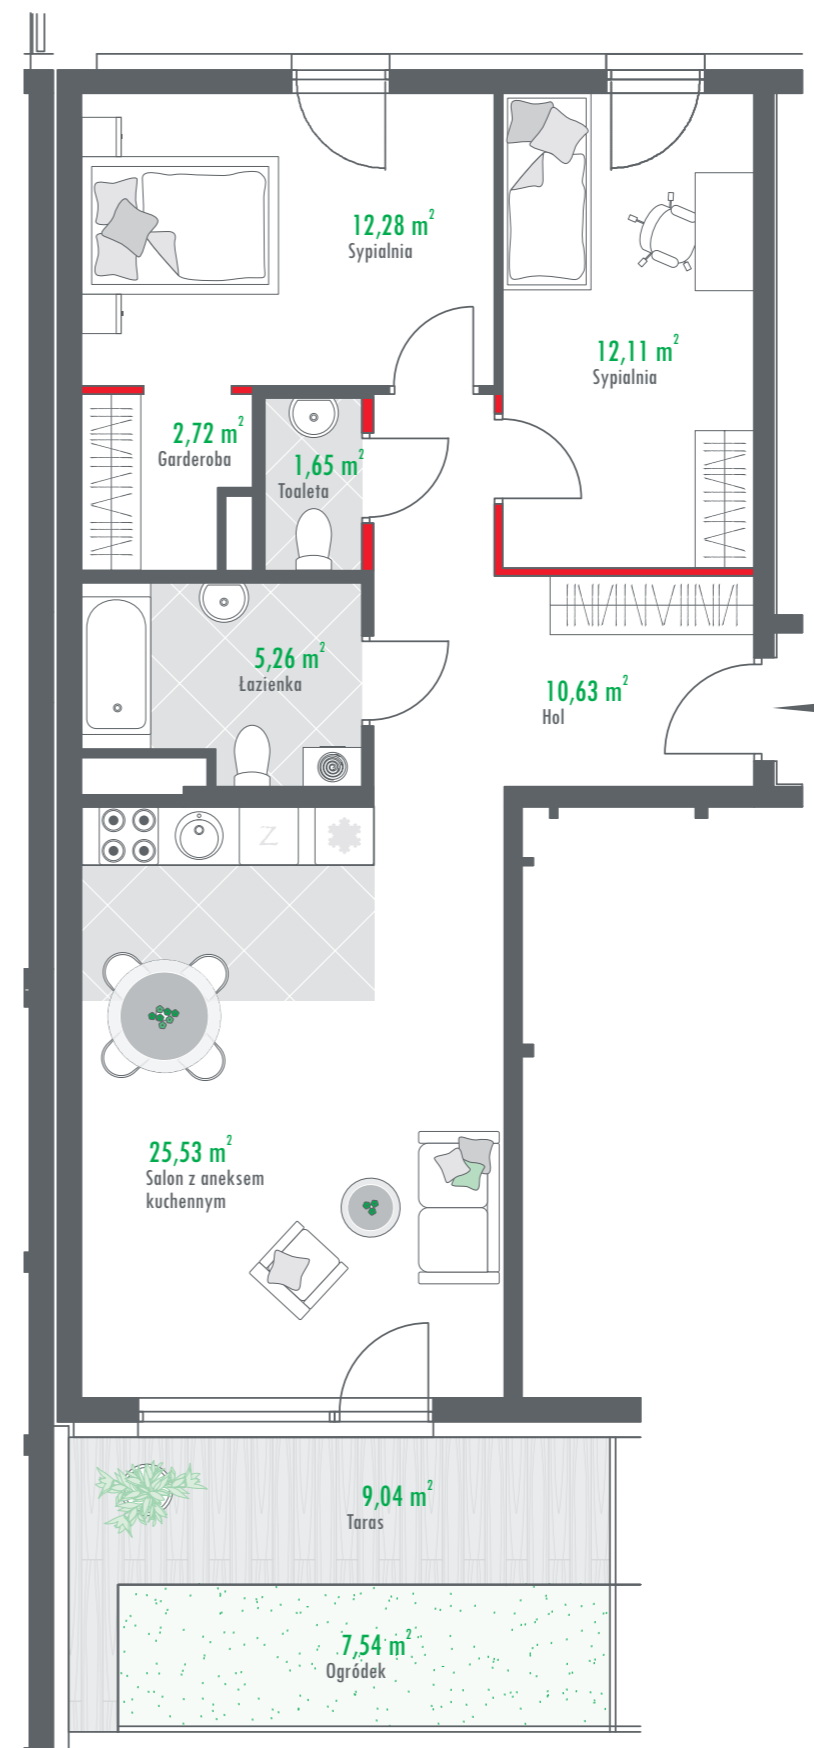 12,28 m²
Sypialnia
12,11 m²
Sypialnia
2,72 m²
Garderoba
1,65 m²
Toaleta
5,26 m²
Łazienka
10,63 m²
Hol
Z
25,53 m²
Salon z aneksem
kuchennym
9,04 m²
Taras
7,54 m²
Ogródek